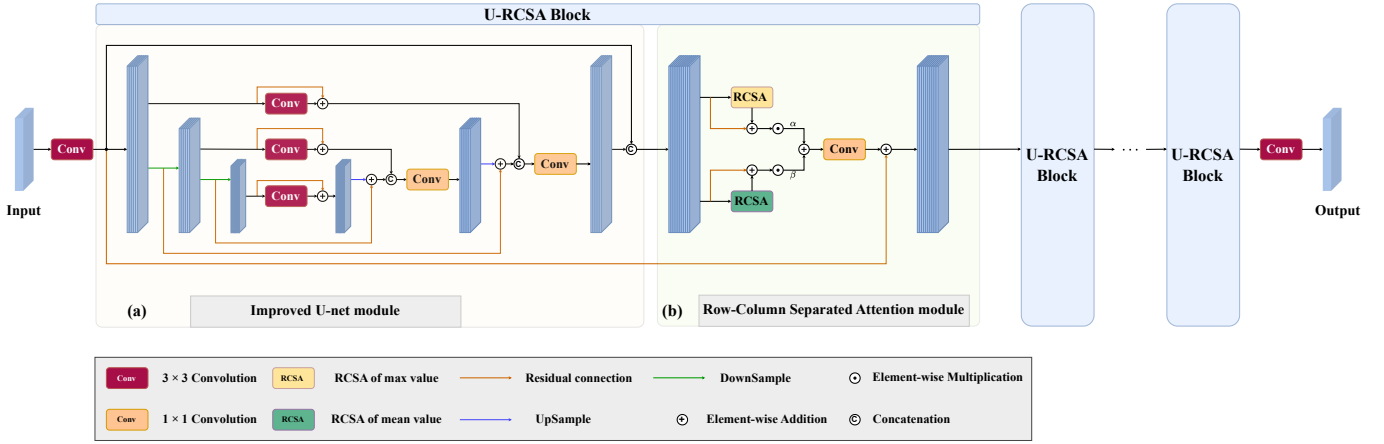 U-RCSA Block
Input
Conv
Conv
Conv
Conv
C
Conv
C
Conv
C
RCSA
α
β
RCSA
Conv
U-RCSA
Block
· · ·
U-RCSA
Block
Conv
Output
(a)
Improved U-net module
(b)
Row-Column Separated Attention module
Conv
3 × 3 Convolution
RCSA
RCSA of max value
Residual connection
DownSample
Element-wise Multiplication
Conv
1 × 1 Convolution
RCSA
RCSA of mean value
UpSample
Element-wise Addition
C
Concatenation